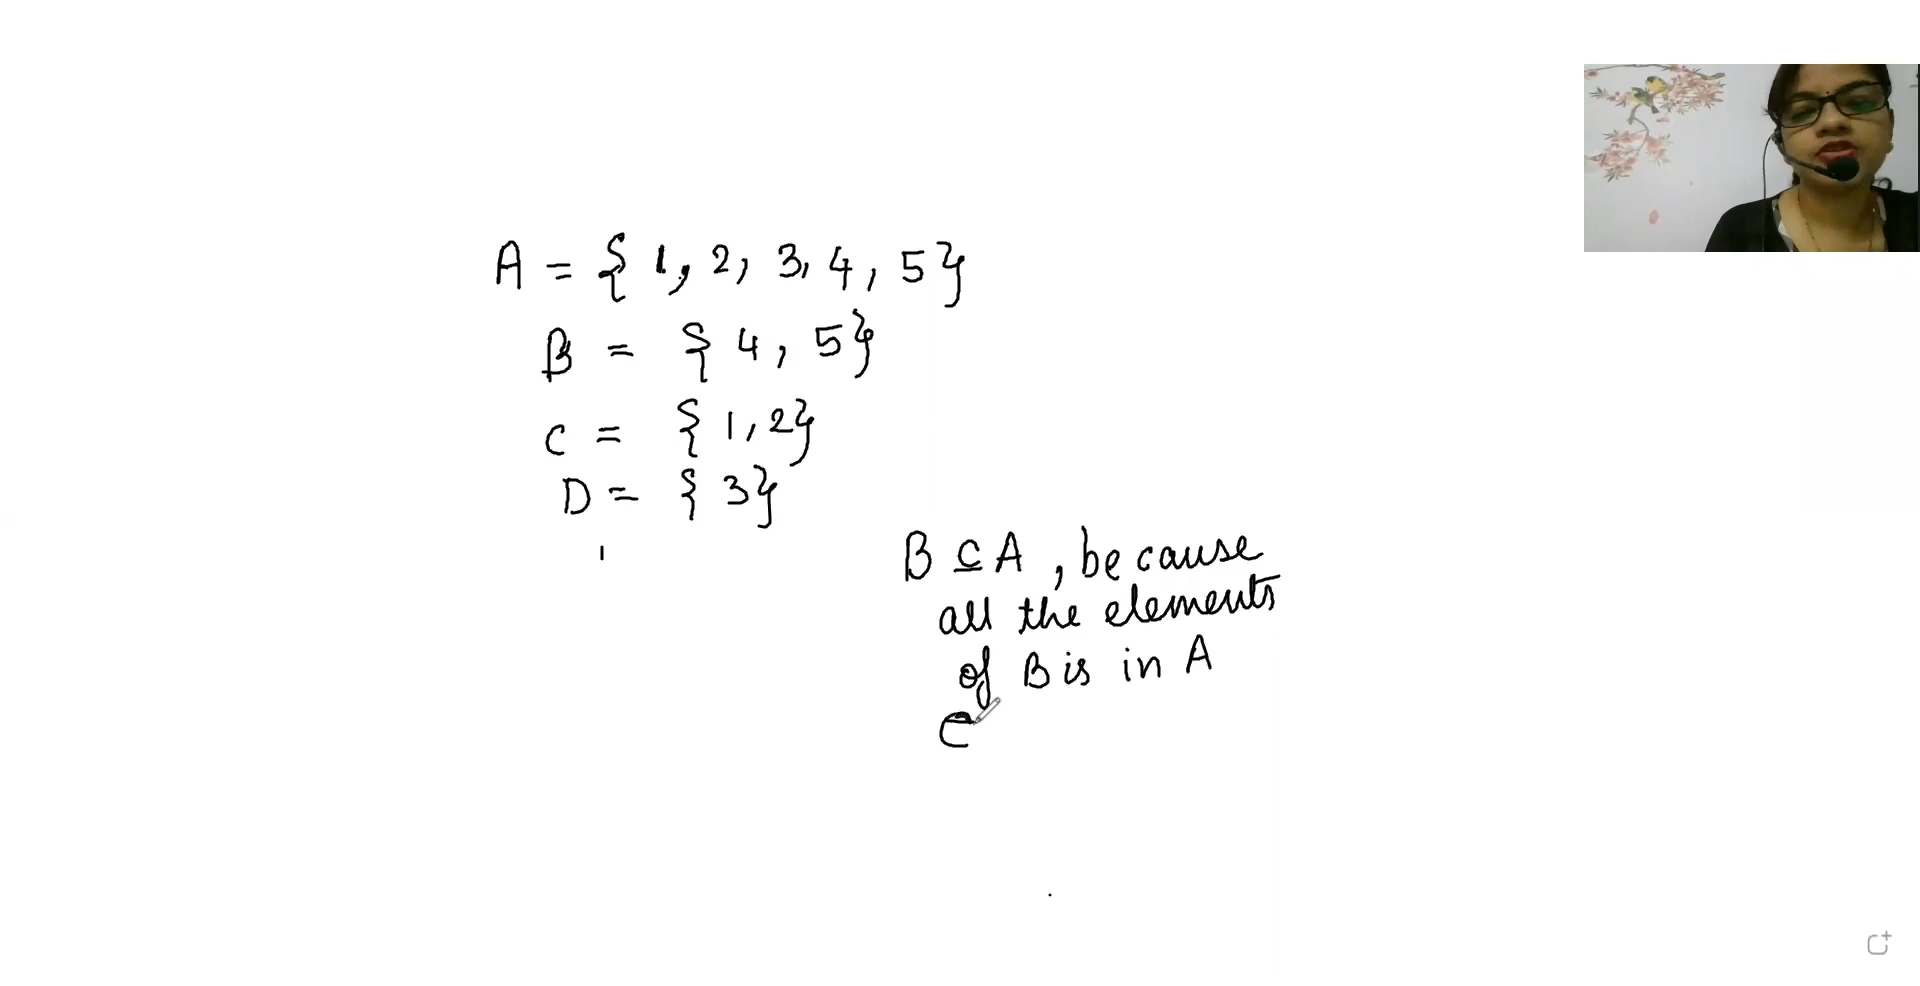 A = { 1, 2, 3, 4, 5}
B = { 4, 5}
C = { 1, 2}
D = { 3}
B ⊆ A, because
all the elements
of B is in A
C